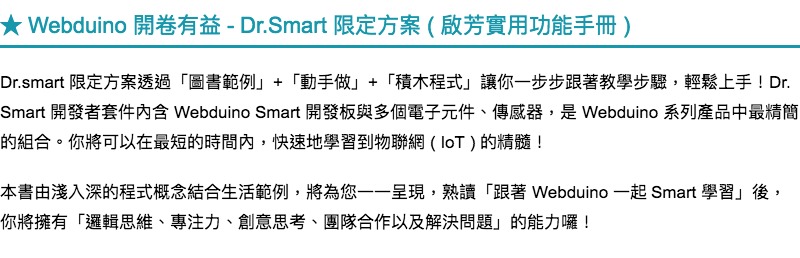 ★ Webduino 開卷有益 - Dr.Smart 限定方案 ( 啟芳實用功能手冊 )
Dr.smart 限定方案透過「圖書範例」+「動手做」+「積木程式」讓你一步步跟著教學步驟，輕鬆上手！Dr.
Smart 開發者套件內含 Webduino Smart 開發板與多個電子元件、傳感器，是 Webduino 系列產品中最精簡
的組合。你將可以在最短的時間內，快速地學習到物聯網 ( IoT ) 的精髓！
本書由淺入深的程式概念結合生活範例，將為您一一呈現，熟讀「跟著 Webduino 一起 Smart 學習」後，
你將擁有「邏輯思維、專注力、創意思考、團隊合作以及解決問題」的能力囉！